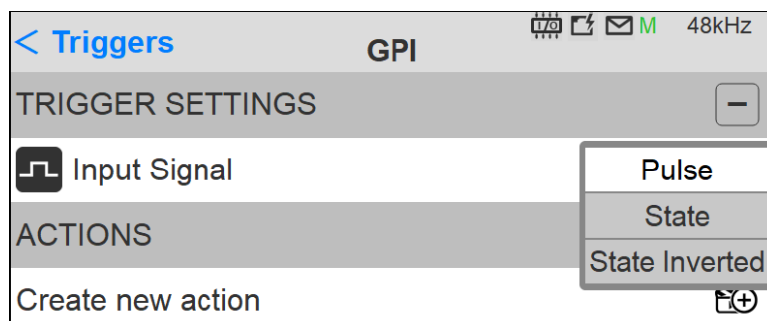 < Triggers
GPI
I/O
M
48kHz
TRIGGER SETTINGS
Input Signal
Pulse
State
ACTIONS
State Inverted
Create new action